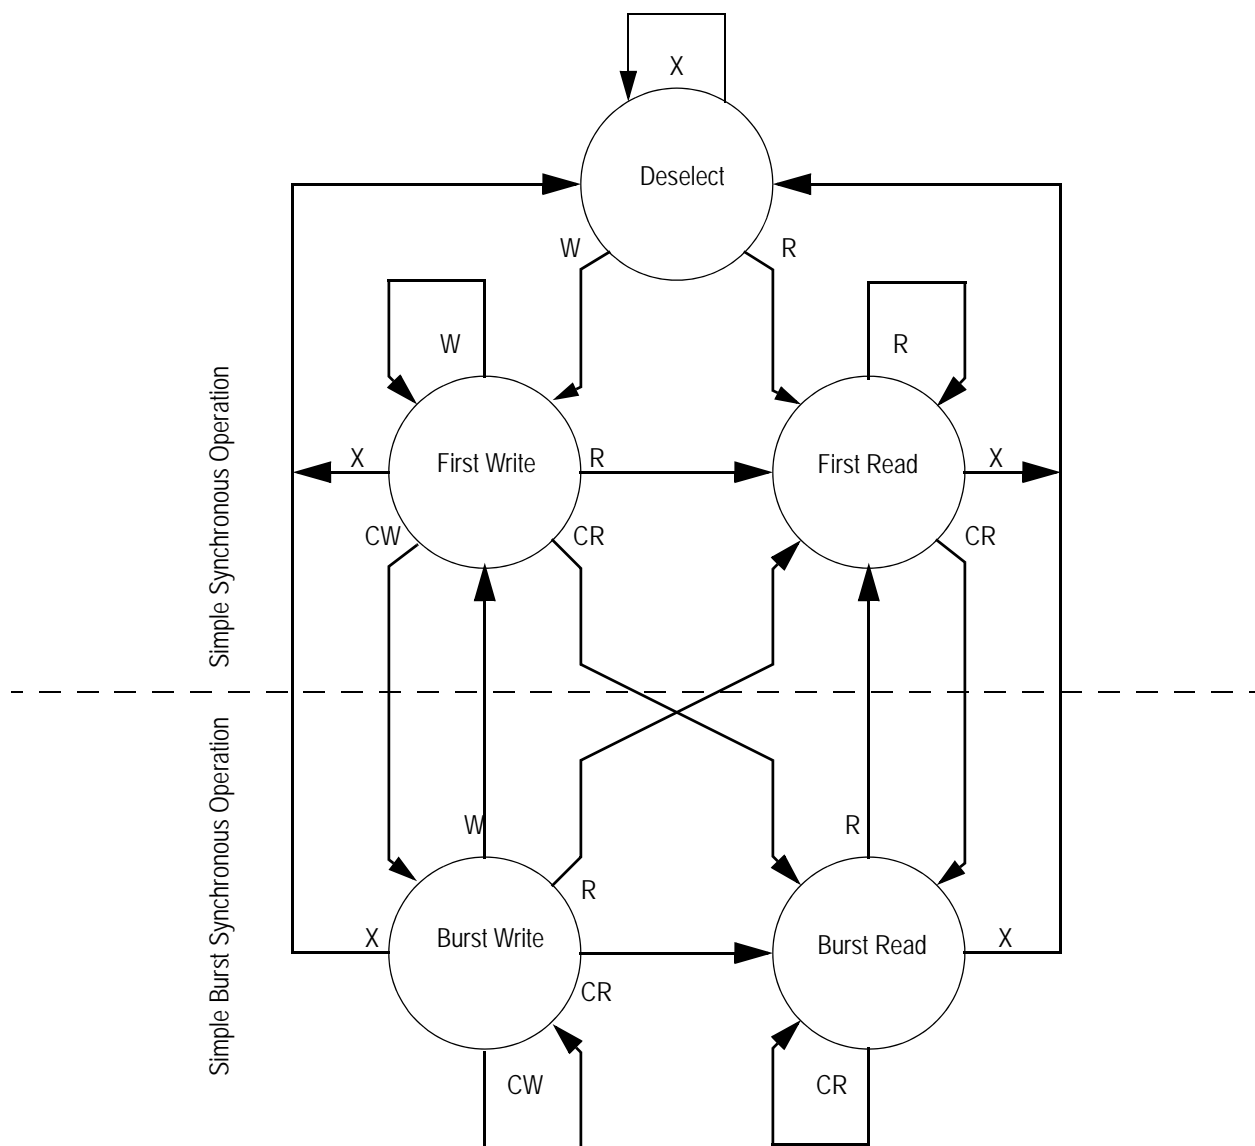 X
Deselect
W
R
W
R
Simple Synchronous Operation
X
First Write
R
First Read
X
CW
CR
CR
Simple Burst Synchronous Operation
W
R
R
X
Burst Write
Burst Read
X
CR
CW
CR